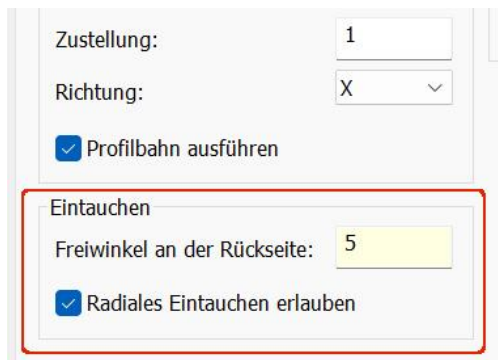 Zustellung: 1
Richtung: X
Profilbahn ausführen
Eintauchen
Freiwinkel an der Rückseite: 5
Radiales Eintauchen erlauben